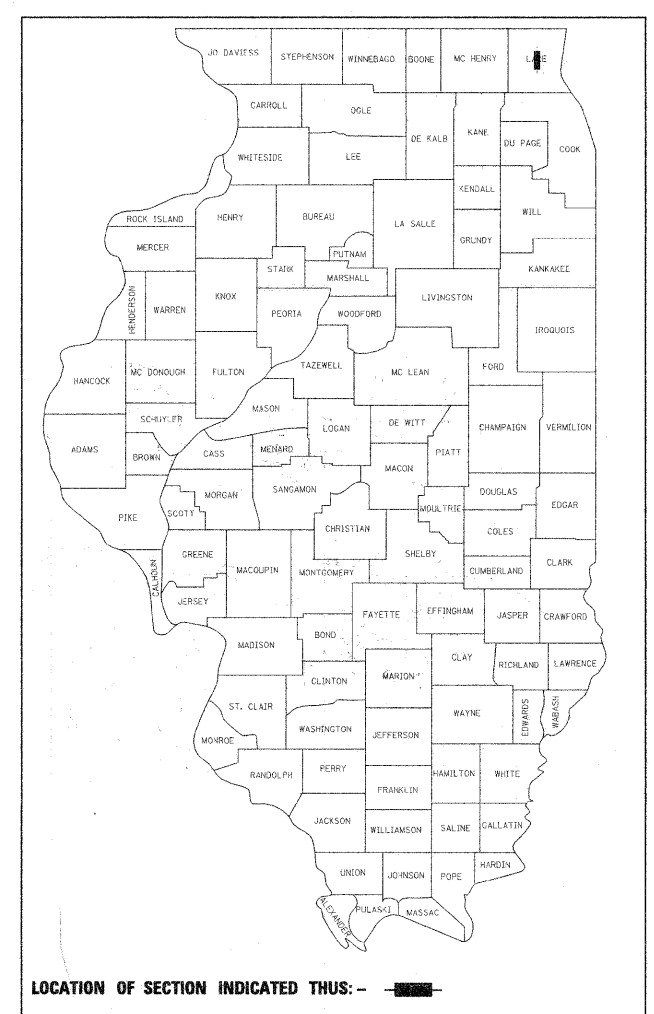 JO DAVIESS
STEPHENSON
WINNEBAGO
BOONE
MC HENRY
LAKE
CARROLL
OGLE
DE KALB
KANE
DU PAGE
COOK
WHITESIDE
LEE
KENDALL
WILL
ROCK ISLAND
HENRY
BUREAU
LA SALLE
GRUNDY
MERCER
PUTNAM
STARK
MARSHALL
KANKAKEE
HENDERSON
WARREN
KNOX
PEORIA
WOODFORD
LIVINGSTON
IROQUOIS
HANCOCK
MC DONOUGH
FULTON
TAZEWELL
MC LEAN
FORD
MASON
SCHUYLER
LOGAN
DE WITT
CHAMPAIGN
VERMILION
ADAMS
BROWN
CASS
MENARD
PIATT
MACON
MORGAN
SANGAMON
DOUGLAS
EDGAR
PIKE
SCOTT
CHRISTIAN
MOULTRIE
COLES
GREENE
MACOUPIN
MONTGOMERY
SHELBY
CUMBERLAND
CLARK
CALHOUN
JERSEY
FAYETTE
EFFINGHAM
JASPER
CRAWFORD
MADISON
BOND
CLAY
RICHLAND
LAWRENCE
CLINTON
MARION
ST. CLAIR
WAYNE
EDWARDS
WABASH
WASHINGTON
JEFFERSON
MONROE
RANDOLPH
PERRY
HAMILTON
WHITE
FRANKLIN
JACKSON
WILLIAMSON
SALINE
GALLATIN
UNION
JOHNSON
POPE
HARDIN
ALEXANDER
PULASKI
MASSAC
LOCATION OF SECTION INDICATED THUS: -